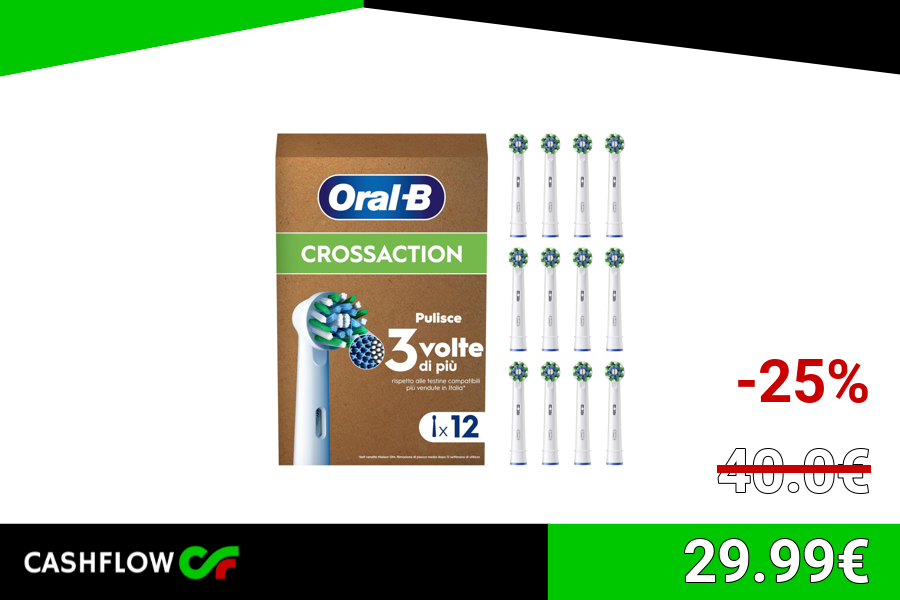 Oral-B
CROSSACTION
Pulisce
3 volte
di più
rispetto alle testine compatibili
più vendute in Italia*
x 12
-25%
40.0€
CASHFLOW
29.99€